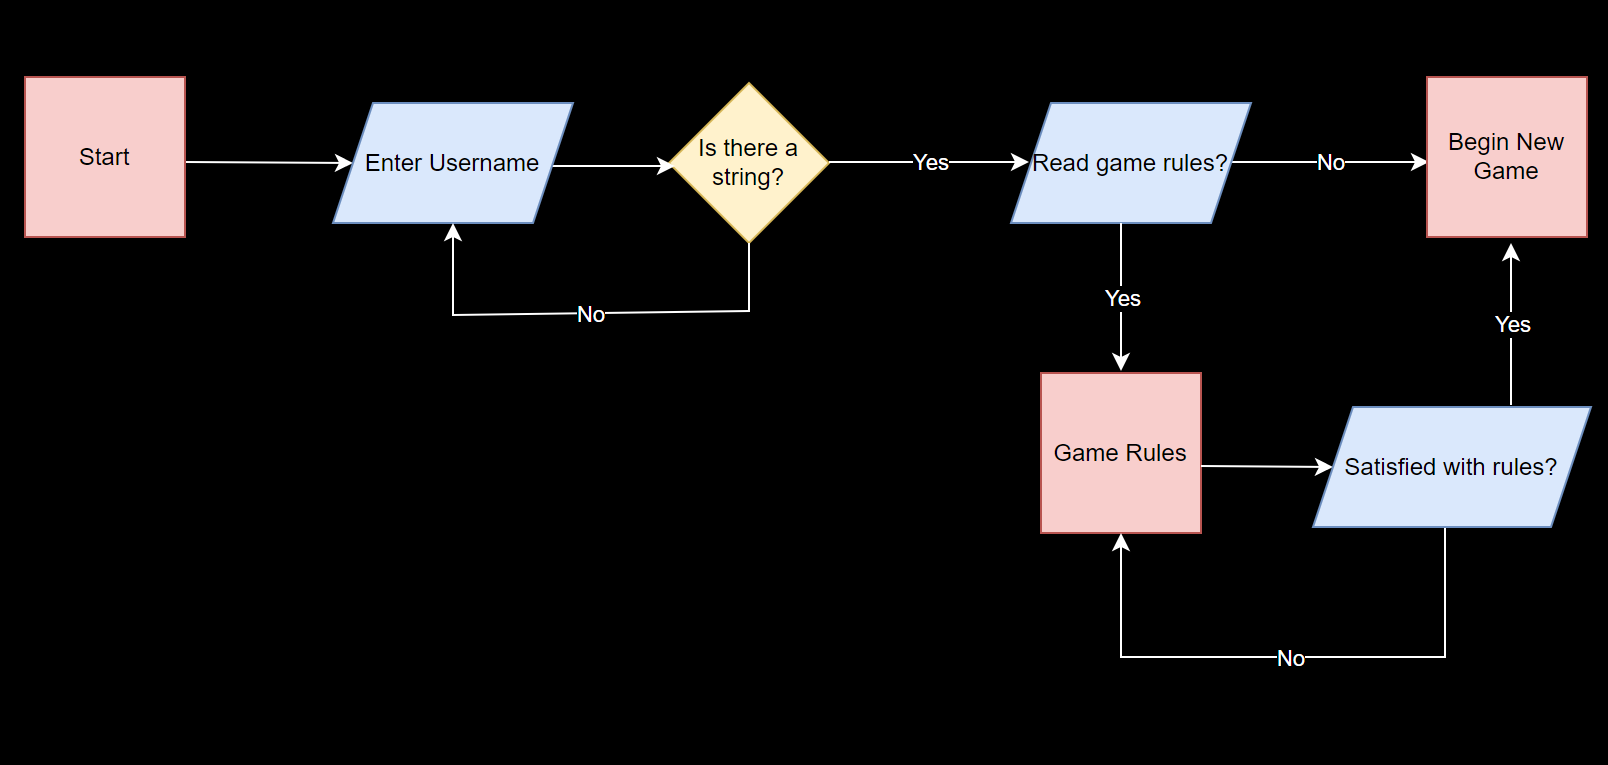 Start
Enter Username
Is there a
string?
Yes
Read game rules?
No
Begin New
Game
No
Yes
Yes
Game Rules
Satisfied with rules?
No